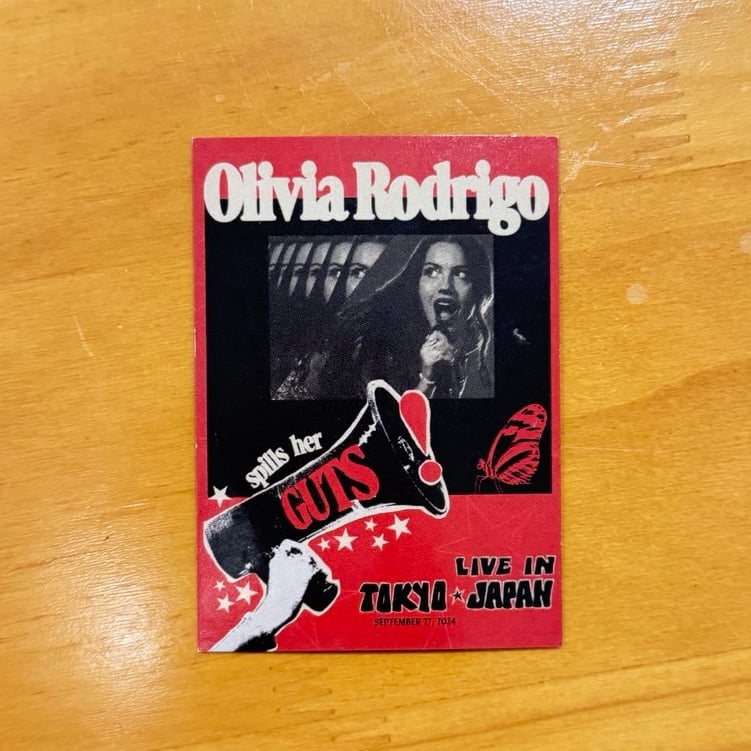 Olivia Rodrigo
spills her
GUTS
LIVE IN
TOKYO★JAPAN
SEPTEMBER 27, 2024